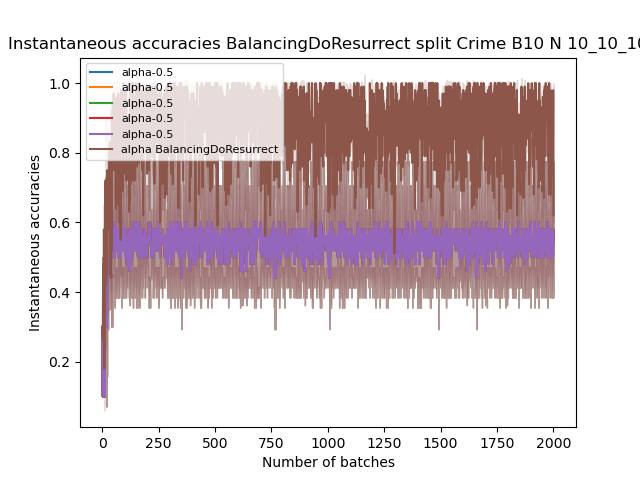 Instantaneous accuracies BalancingDoResurrect split Crime B10 N 10_10_10
alpha-0.5
alpha-0.5
alpha-0.5
alpha-0.5
alpha-0.5
alpha BalancingDoResurrect
1.0
0.8
0.6
0.4
0.2
Instantaneous accuracies
0 250 500 750 1000 1250 1500 1750 2000
Number of batches